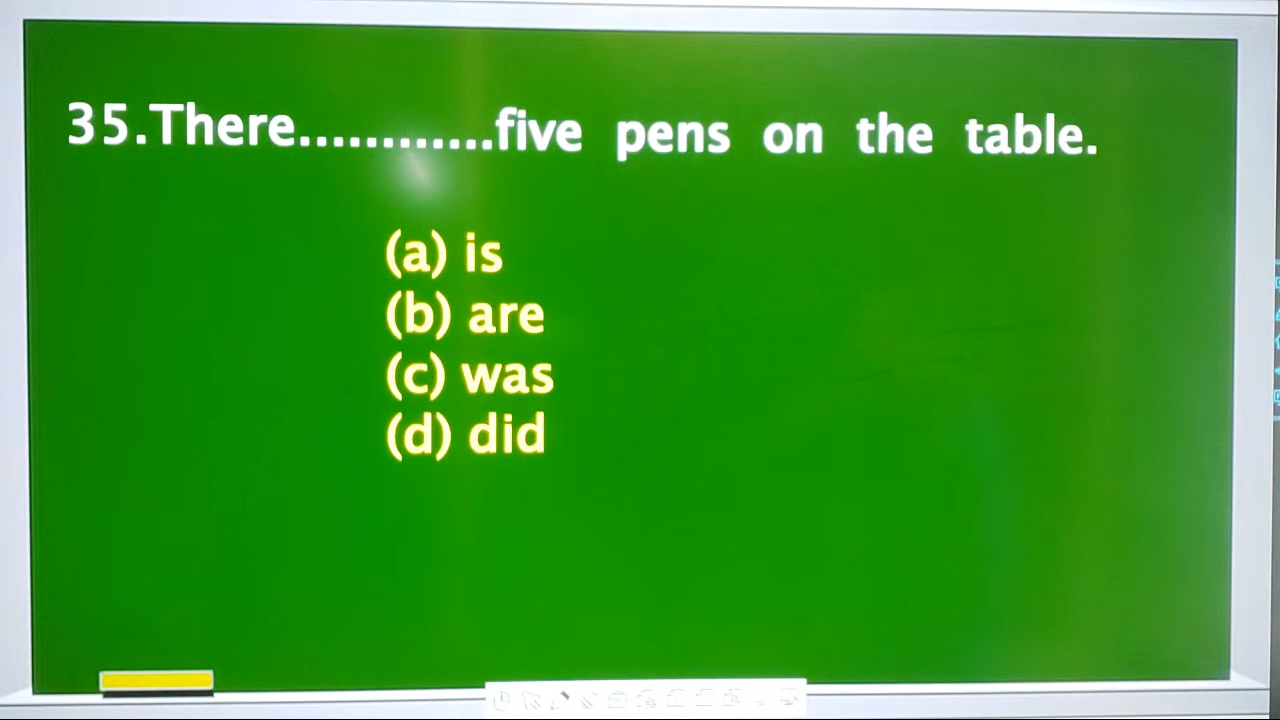 35.There............five pens on the table.
(a) is
(b) are
(c) was
(d) did